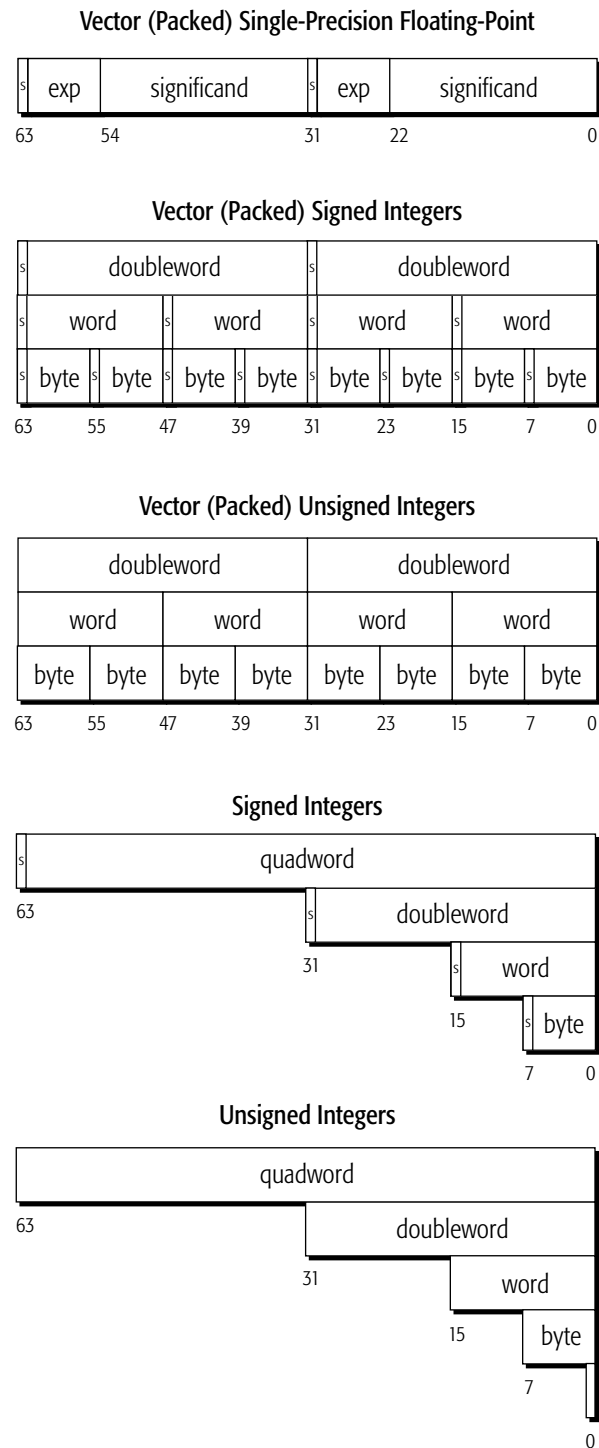 Vector (Packed) Single-Precision Floating-Point
s exp significand s exp significand
63 54 31 22 0
Vector (Packed) Signed Integers
s doubleword s doubleword
s word s word s word s word
s byte s byte s byte s byte s byte s byte s byte s byte
63 55 47 39 31 23 15 7 0
Vector (Packed) Unsigned Integers
doubleword doubleword
word word word word
byte byte byte byte byte byte byte byte
63 55 47 39 31 23 15 7 0
Signed Integers
s quadword
63 s doubleword
31 s word
15 s byte
7 0
Unsigned Integers
quadword
63 doubleword
31 word
15 byte
7
0